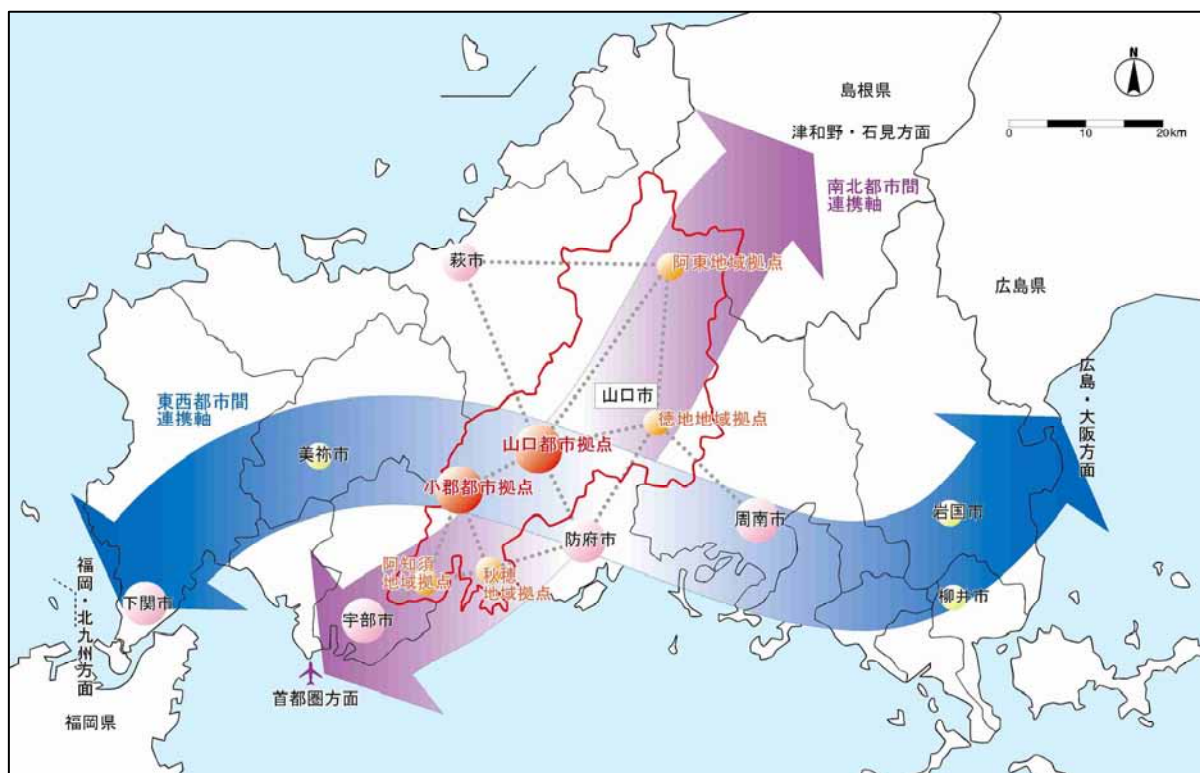 N
島根県
津和野・石見方面
0
10
20km
南北都市間
連携軸
萩市
阿東地域拠点
広島県
広島・大阪方面
東西都市間
連携軸
山口市
徳地地域拠点
山口都市拠点
美祢市
小郡都市拠点
周南市
岩国市
防府市
阿知須
地域拠点
秋穂
地域拠点
福岡・北九州方面
下関市
宇部市
柳井市
首都圏方面
福岡県